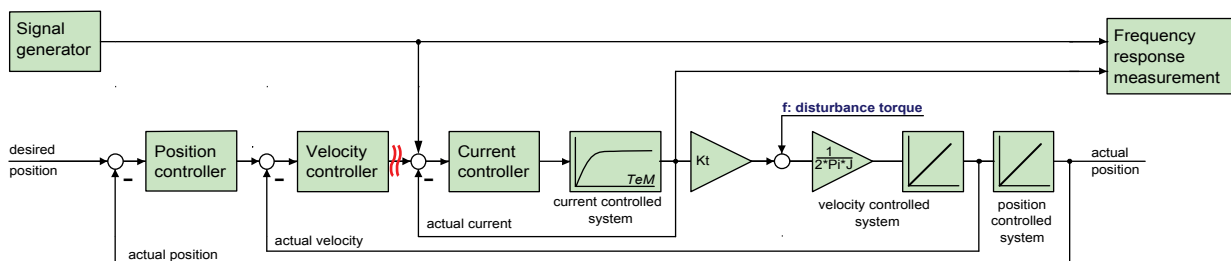 Signal
generator
Frequency
response
measurement
f: disturbance torque
desired
position
Position
controller
Velocity
controller
Current
controller
TeM
current controlled
system
Kt
1
2*Pi*J
velocity controlled
system
position
controlled
system
actual
position
actual current
actual velocity
actual position
-
-
-